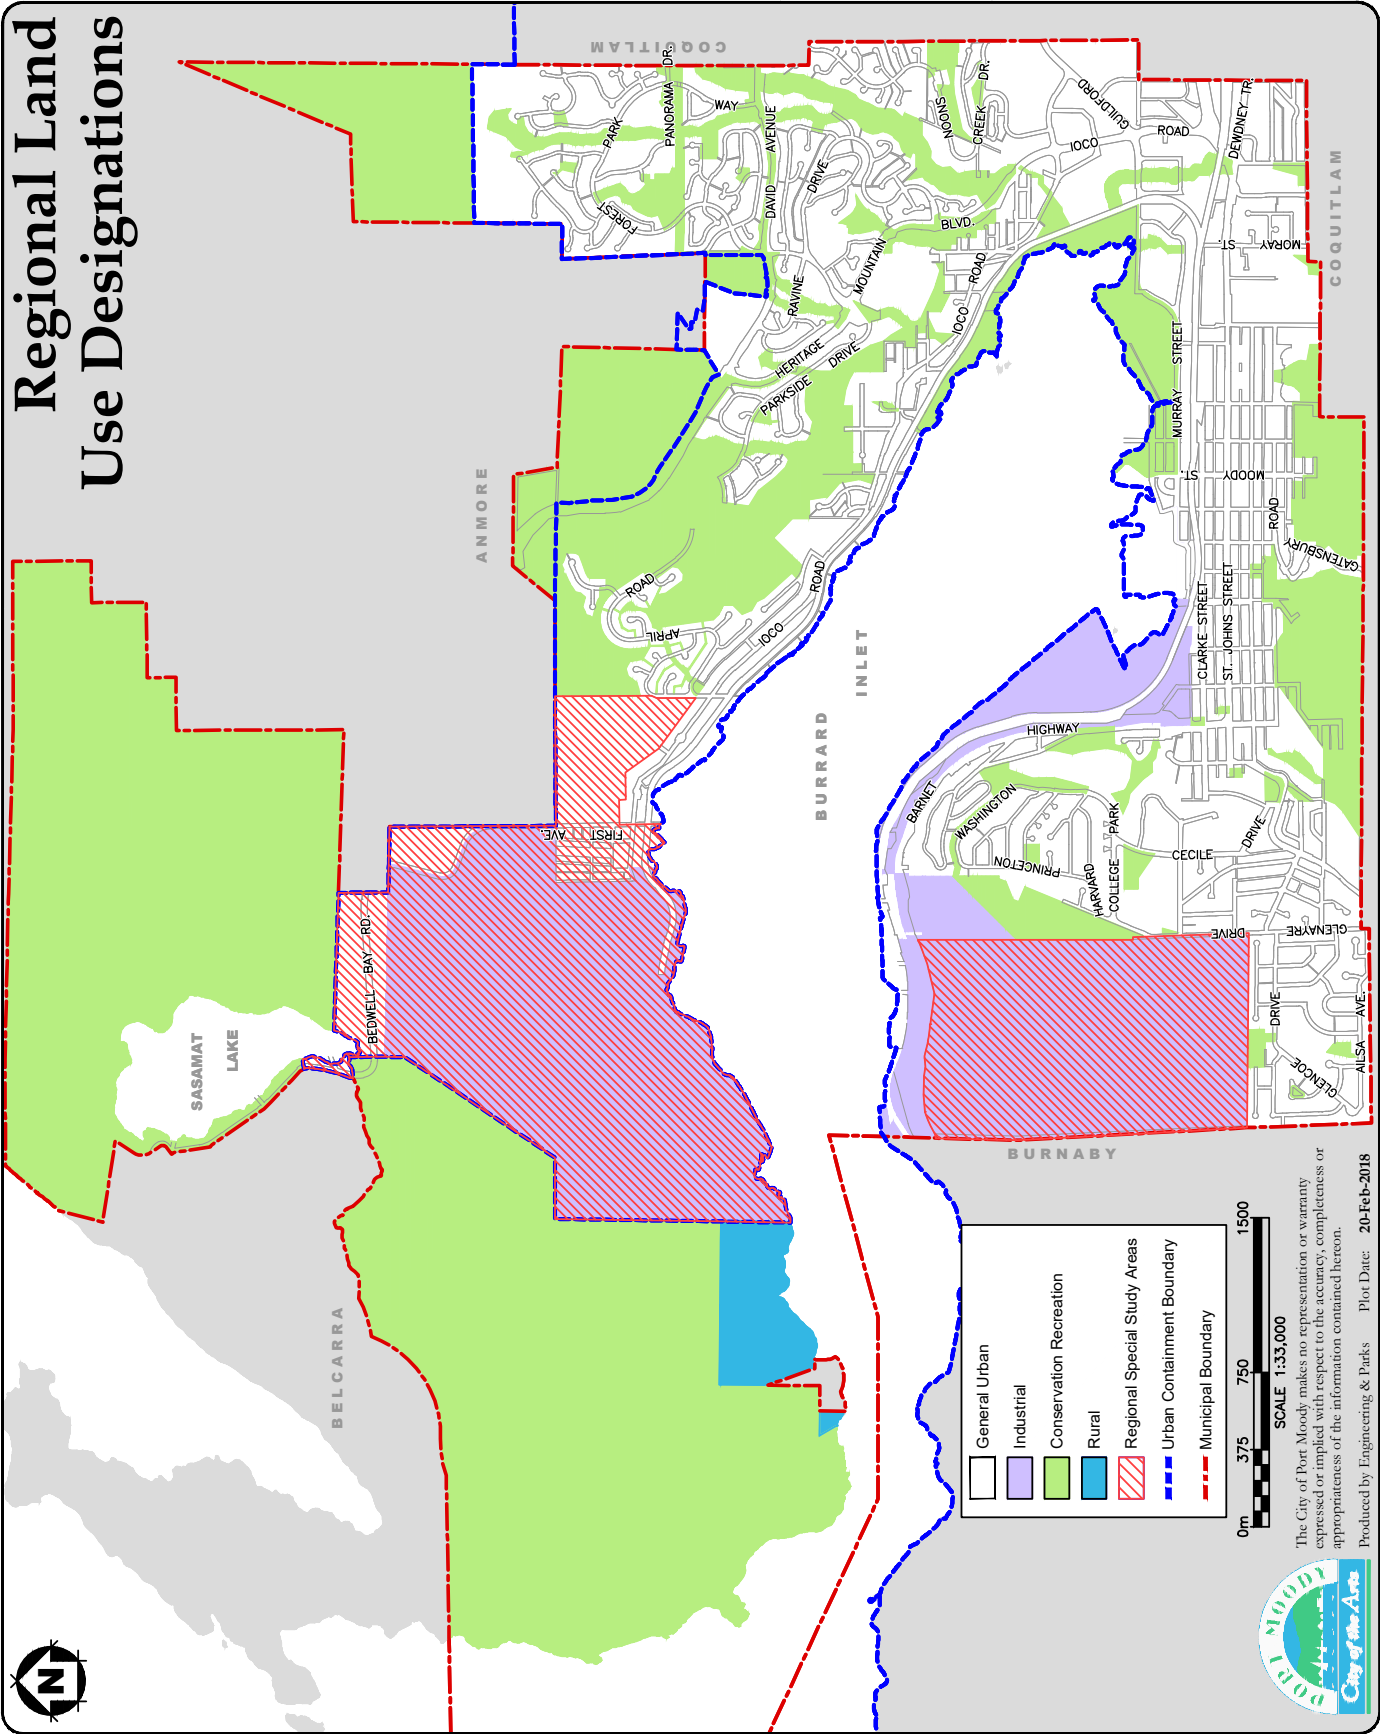 Regional Land
Use Designations
COQUITLAM
PARK
PANORAMA DR.
WAY
FOREST
DAVID AVENUE
DRIVE
NOONS
CREEK DR.
GUILDFORD
IOCO
ROAD
DEWDNEY TR.
BLVD.
MOUNTAIN
RAVINE
HERITAGE
PARKSIDE DRIVE
IOCO ROAD
MORAY ST.
COQUITLAM
MURRAY STREET
MOODY ST.
ROAD
GATENSBURY
ANMORE
APRIL ROAD
IOCO ROAD
CLARKE STREET
ST. JOHNS STREET
BURRARD
INLET
FIRST AVE.
BEDWELL BAY RD.
SASAMAT
LAKE
BARNET
HIGHWAY
WASHINGTON
PRINCETON
HARVARD
COLLEGE PARK
CECILE
DRIVE
GLENAYRE
DRIVE
DRIVE
GLENCOE
AILSA AVE.
BURNABY
BELCARRA
General Urban
Industrial
Conservation Recreation
Rural
Regional Special Study Areas
Urban Containment Boundary
Municipal Boundary
0m 375 750 1500
SCALE 1:33,000
The City of Port Moody makes no representation or warranty
expressed or implied with respect to the accuracy, completeness or
appropriateness of the information contained hereon.
Produced by Engineering & Parks Plot Date: 20-Feb-2018
PORT MOODY
City of the Arts
N